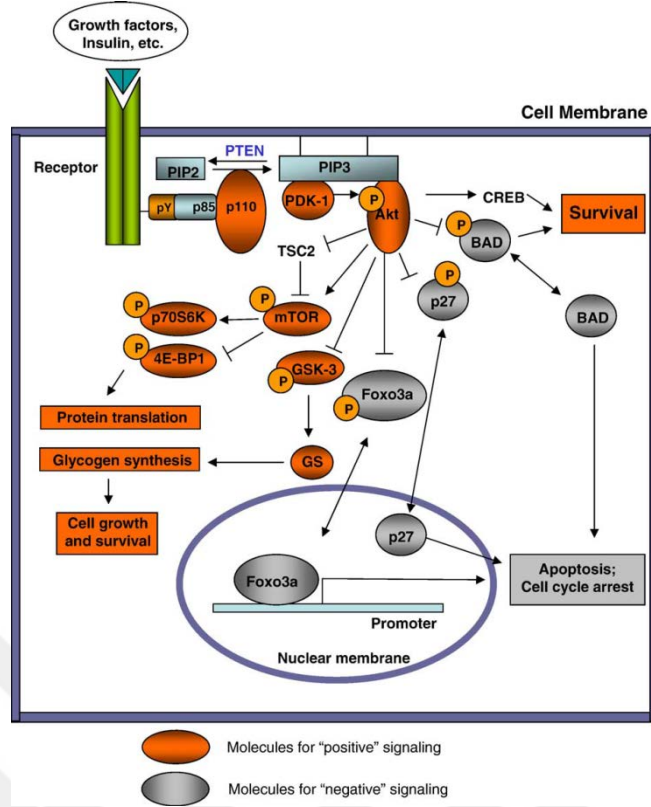 Growth factors,
Insulin, etc.
Cell Membrane
Receptor
PTEN
PIP2
PIP3
pY
p85
p110
PDK-1
P
Akt
CREB
Survival
P
BAD
TSC2
P
p27
BAD
P
p70S6K
P
mTOR
P
4E-BP1
GSK-3
P
Foxo3a
P
Protein translation
Glycogen synthesis
GS
Cell growth
and survival
p27
Foxo3a
Apoptosis;
Cell cycle arrest
Promoter
Nuclear membrane
Molecules for "positive" signaling
Molecules for "negative" signaling